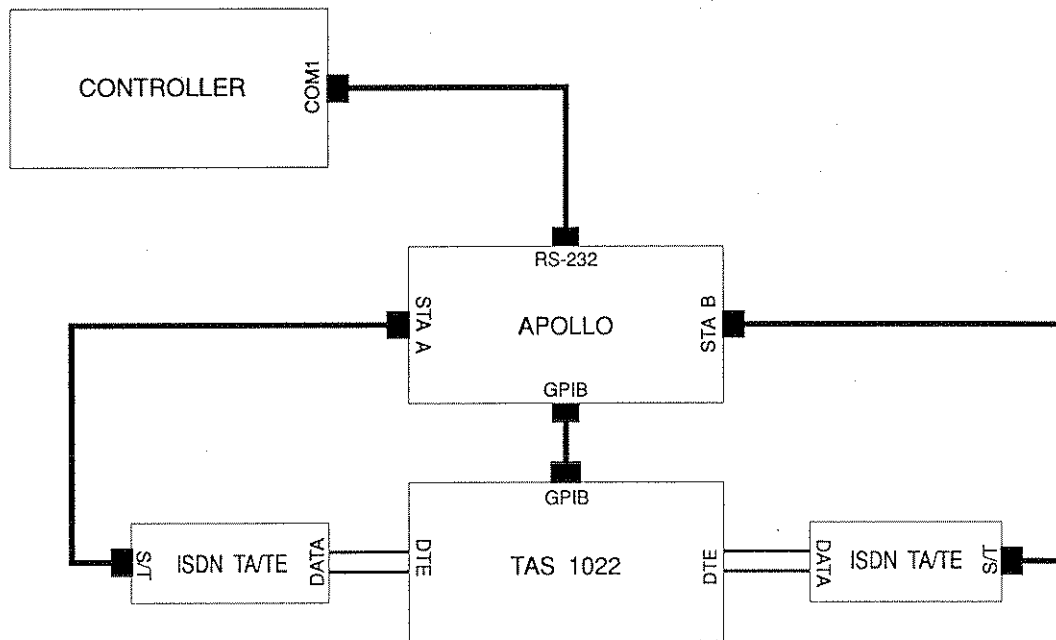 CONTROLLER
COM1
RS-232
STA A
APOLLO
STA B
GPIB
GPIB
S/T
ISDN TA/TE
DATA
DTE
TAS 1022
DTE
DATA
ISDN TA/TE
S/T